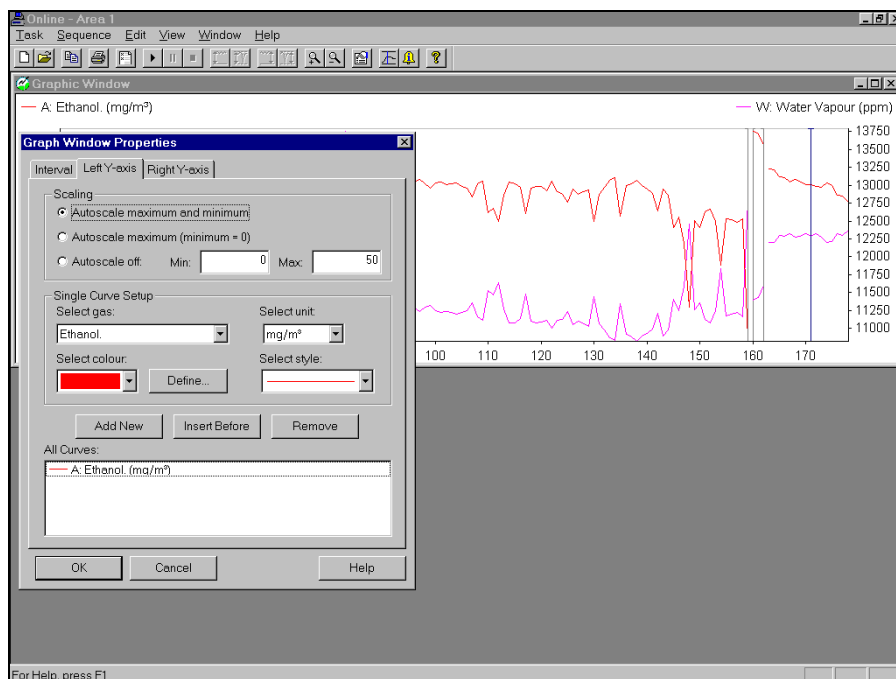 Online - Area 1
Task Sequence Edit View Window Help
Graphic Window
A: Ethanol. (mg/m³) W: Water Vapour (ppm)
Graph Window Properties
Interval Left Y-axis Right Y-axis
Scaling
Autoscale maximum and minimum
Autoscale maximum (minimum = 0)
Autoscale off: Min: 0 Max: 50
Single Curve Setup
Select gas: Select unit:
Ethanol. mg/m³
Select colour: Select style:
Define...
Add New Insert Before Remove
All Curves:
A: Ethanol. (mg/m³)
OK Cancel Help
13750
13500
13250
13000
12750
12500
12250
12000
11750
11500
11250
11000
100 110 120 130 140 150 160 170
For Help, press F1